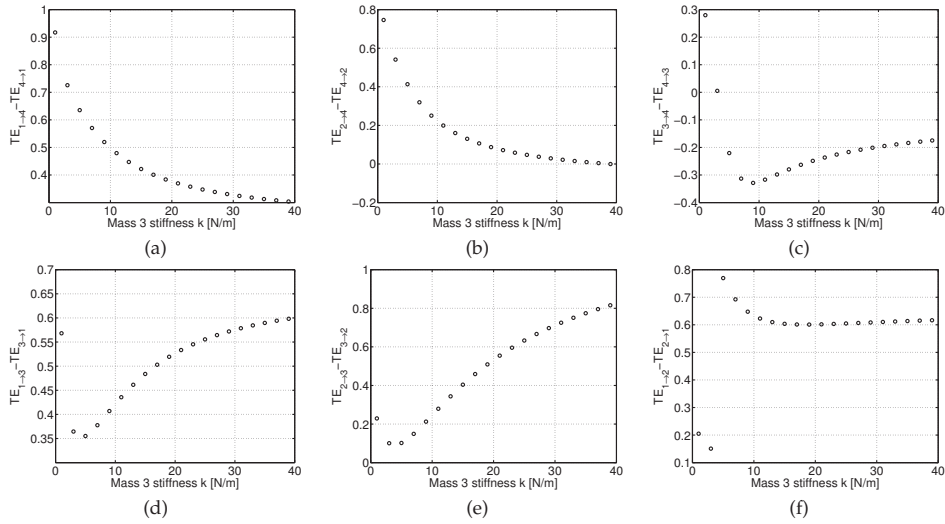 1
0.9
0.8
0.7
0.6
0.5
0.4
0 10 20 30 40
TE1→4−TE4→1
Mass 3 stiffness k [N/m]
(a)
0.8
0.6
0.4
0.2
0
−0.2
0 10 20 30 40
TE2→4−TE4→2
Mass 3 stiffness k [N/m]
(b)
0.3
0.2
0.1
0
−0.1
−0.2
−0.3
−0.4
0 10 20 30 40
TE3→4−TE4→3
Mass 3 stiffness k [N/m]
(c)
0.7
0.65
0.6
0.55
0.5
0.45
0.4
0.35
0 10 20 30 40
TE1→3−TE3→1
Mass 3 stiffness k [N/m]
(d)
1
0.8
0.6
0.4
0.2
0
0 10 20 30 40
TE2→3−TE3→2
Mass 3 stiffness k [N/m]
(e)
0.8
0.7
0.6
0.5
0.4
0.3
0.2
0.1
0 10 20 30 40
TE1→2−TE2→1
Mass 3 stiffness k [N/m]
(f)